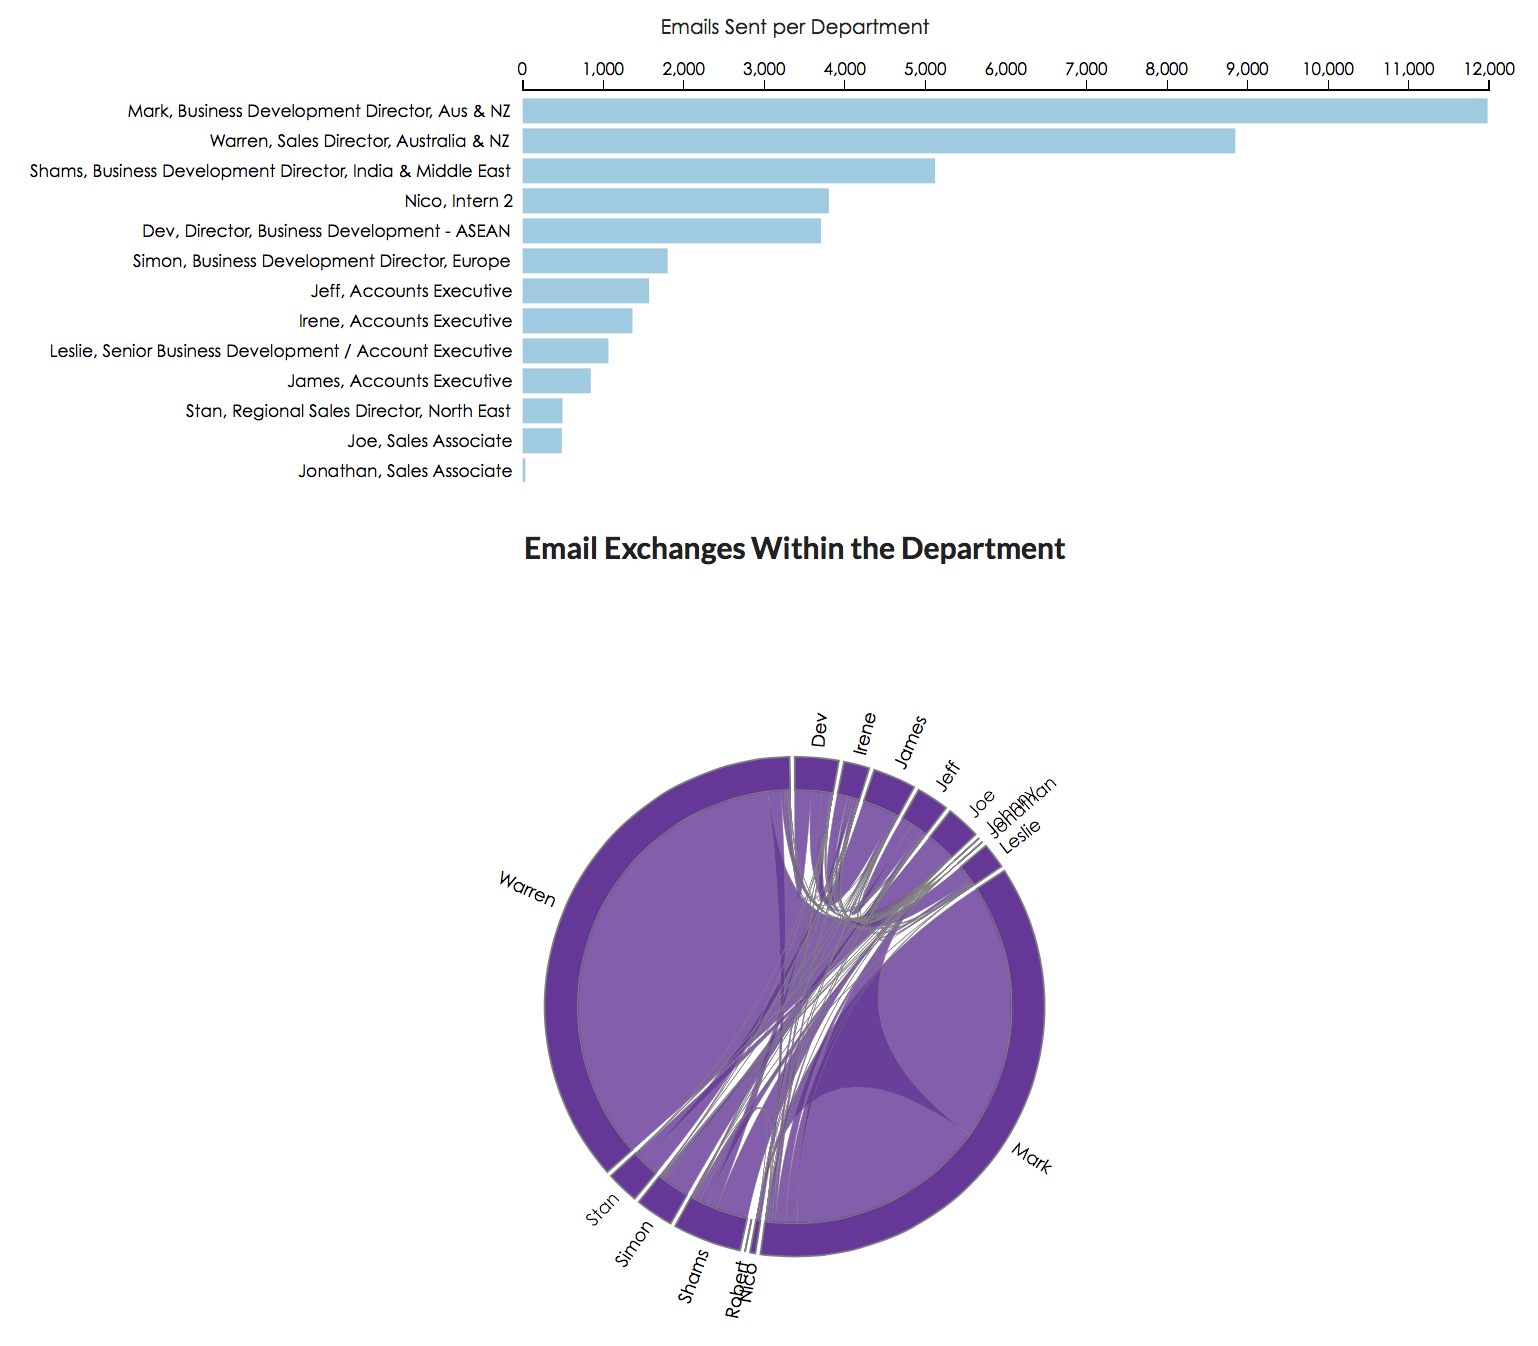 Emails Sent per Department
0 1,000 2,000 3,000 4,000 5,000 6,000 7,000 8,000 9,000 10,000 11,000 12,000
Mark, Business Development Director, Aus & NZ
Warren, Sales Director, Australia & NZ
Shams, Business Development Director, India & Middle East
Nico, Intern 2
Dev, Director, Business Development - ASEAN
Simon, Business Development Director, Europe
Jeff, Accounts Executive
Irene, Accounts Executive
Leslie, Senior Business Development / Account Executive
James, Accounts Executive
Stan, Regional Sales Director, North East
Joe, Sales Associate
Jonathan, Sales Associate
Email Exchanges Within the Department
Dev
Irene
James
Jeff
Joe
Johnny
Jonathan
Leslie
Mark
Nico
Robert
Shams
Simon
Stan
Warren